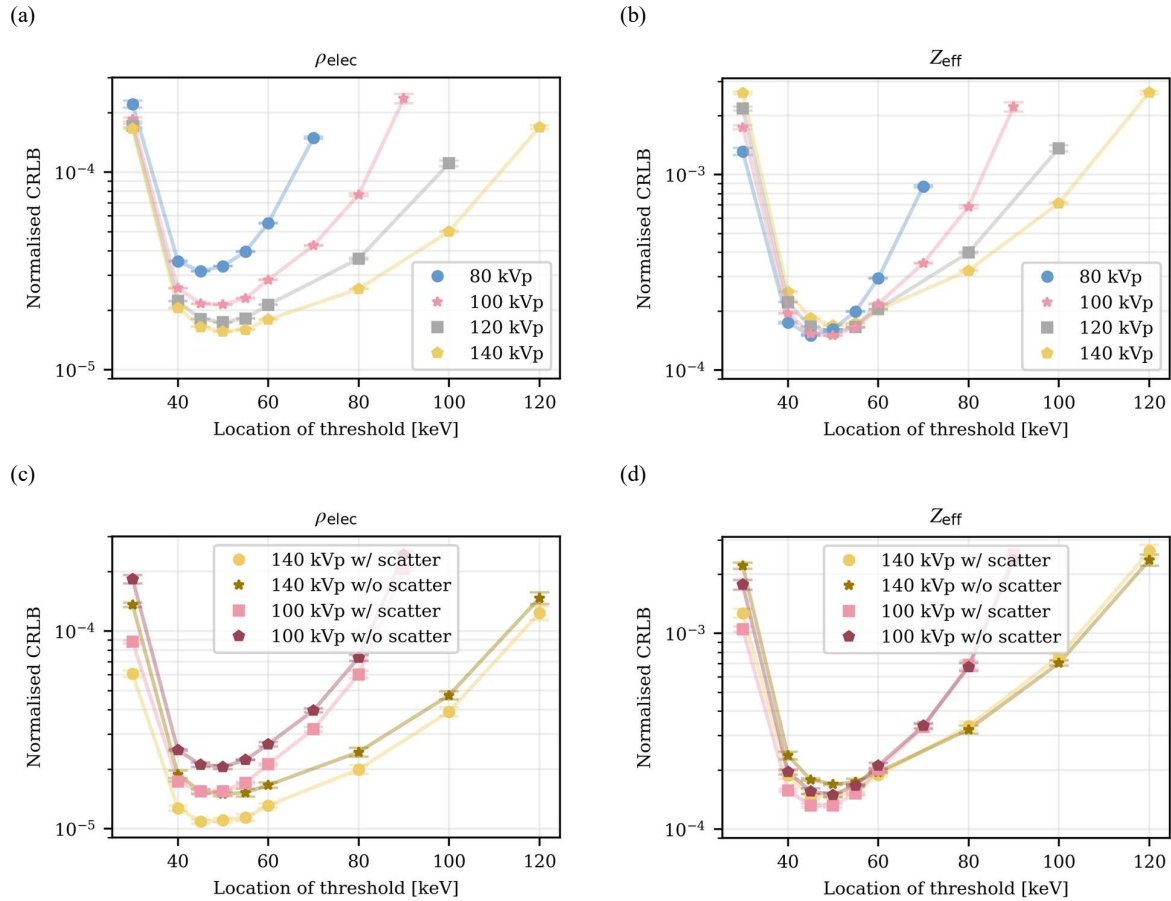 (a)
(b)
ρelec
Zeff
Normalised CRLB
10⁻⁴
10⁻⁵
80 kVp
100 kVp
120 kVp
140 kVp
40 60 80 100 120
Location of threshold [keV]
Normalised CRLB
10⁻³
10⁻⁴
80 kVp
100 kVp
120 kVp
140 kVp
40 60 80 100 120
Location of threshold [keV]
(c)
(d)
ρelec
Zeff
Normalised CRLB
10⁻⁴
10⁻⁵
140 kVp w/ scatter
140 kVp w/o scatter
100 kVp w/ scatter
100 kVp w/o scatter
40 60 80 100 120
Location of threshold [keV]
Normalised CRLB
10⁻³
10⁻⁴
140 kVp w/ scatter
140 kVp w/o scatter
100 kVp w/ scatter
100 kVp w/o scatter
40 60 80 100 120
Location of threshold [keV]